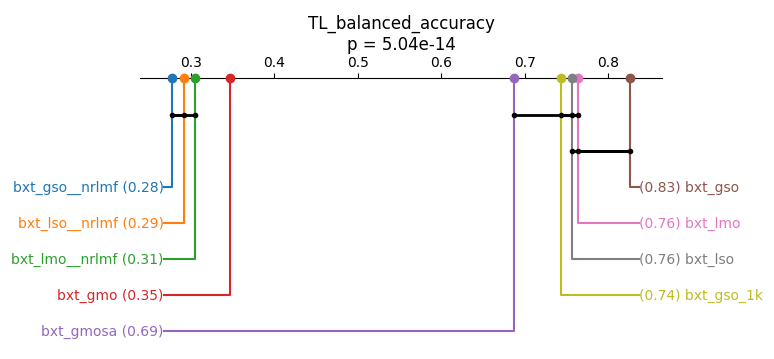 TL_balanced_accuracy
p = 5.04e-14
0.3 0.4 0.5 0.6 0.7 0.8
bxt_gso__nrlmf (0.28) (0.83) bxt_gso
bxt_lso__nrlmf (0.29) (0.76) bxt_lmo
bxt_lmo__nrlmf (0.31) (0.76) bxt_lso
bxt_gmo (0.35) (0.74) bxt_gso_1k
bxt_gmosa (0.69)